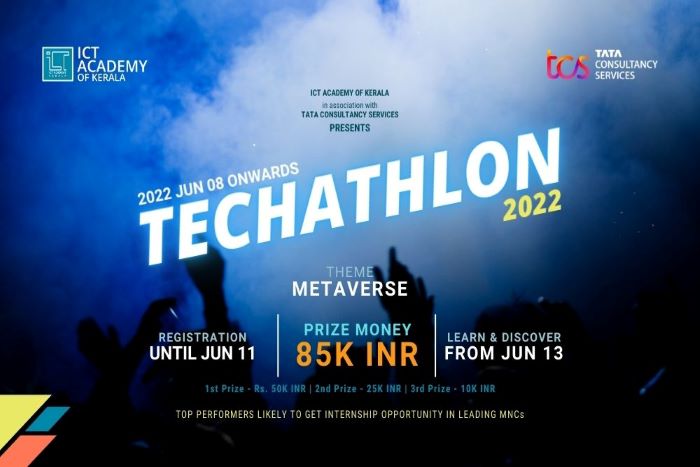 ICT
ACADEMY
OF KERALA
tcs TATA
CONSULTANCY
SERVICES
ICT ACADEMY OF KERALA
in association with
TATA CONSULTANCY SERVICES
PRESENTS
2022 JUN 08 ONWARDS
TECHATHLON
2022
THEME
METAVERSE
REGISTRATION
UNTIL JUN 11
PRIZE MONEY
85K INR
LEARN & DISCOVER
FROM JUN 13
1st Prize - Rs. 50K INR | 2nd Prize - 25K INR | 3rd Prize - 10K INR
TOP PERFORMERS LIKELY TO GET INTERNSHIP OPPORTUNITY IN LEADING MNCs